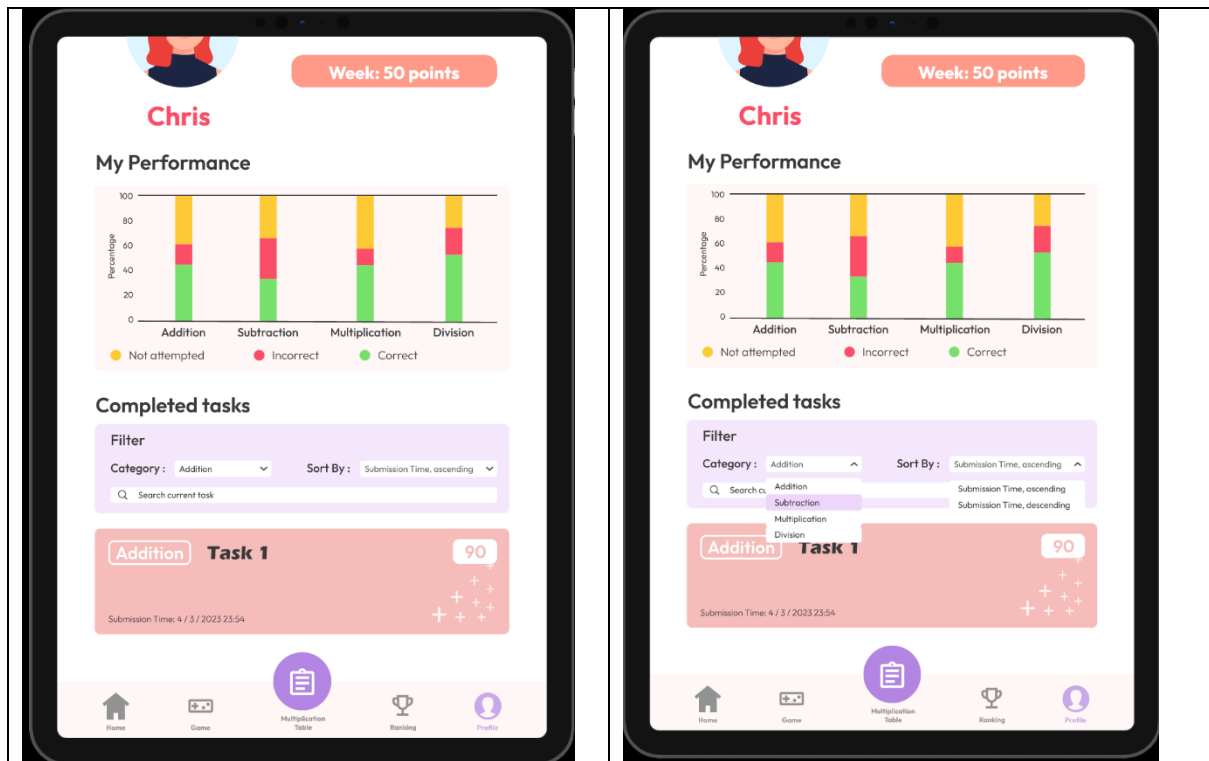 Week: 50 points
Chris
My Performance
100
80
60
40
20
0
Percentage
Addition Subtraction Multiplication Division
Not attempted Incorrect Correct
Completed tasks
Filter
Category : Addition Sort By : Submission Time, ascending
Search current task
Addition Task 1 90
Submission Time: 4 / 3 / 2023 23:54
Home Game Multiplication Table Ranking Profile
Week: 50 points
Chris
My Performance
100
80
60
40
20
0
Percentage
Addition Subtraction Multiplication Division
Not attempted Incorrect Correct
Completed tasks
Filter
Category : Addition Sort By : Submission Time, ascending
Search cu
Addition
Subtraction
Multiplication
Division
Submission Time, ascending
Submission Time, descending
Addition Task 1 90
Submission Time: 4 / 3 / 2023 23:54
Home Game Multiplication Table Ranking Profile